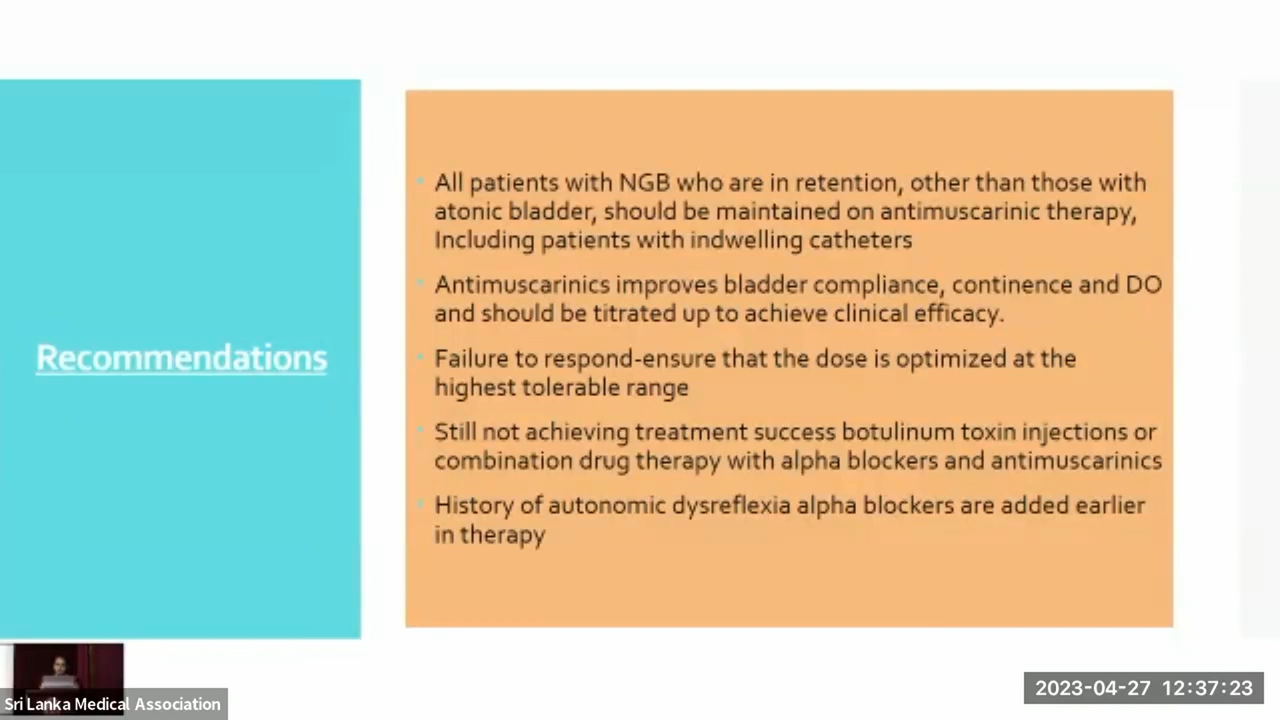 Recommendations
All patients with NGB who are in retention, other than those with
atonic bladder, should be maintained on antimuscarinic therapy,
Including patients with indwelling catheters
Antimuscarinics improves bladder compliance, continence and DO
and should be titrated up to achieve clinical efficacy.
Failure to respond-ensure that the dose is optimized at the
highest tolerable range
Still not achieving treatment success botulinum toxin injections or
combination drug therapy with alpha blockers and antimuscarinics
History of autonomic dysreflexia alpha blockers are added earlier
in therapy
Sri Lanka Medical Association
2023-04-27 12:37:23